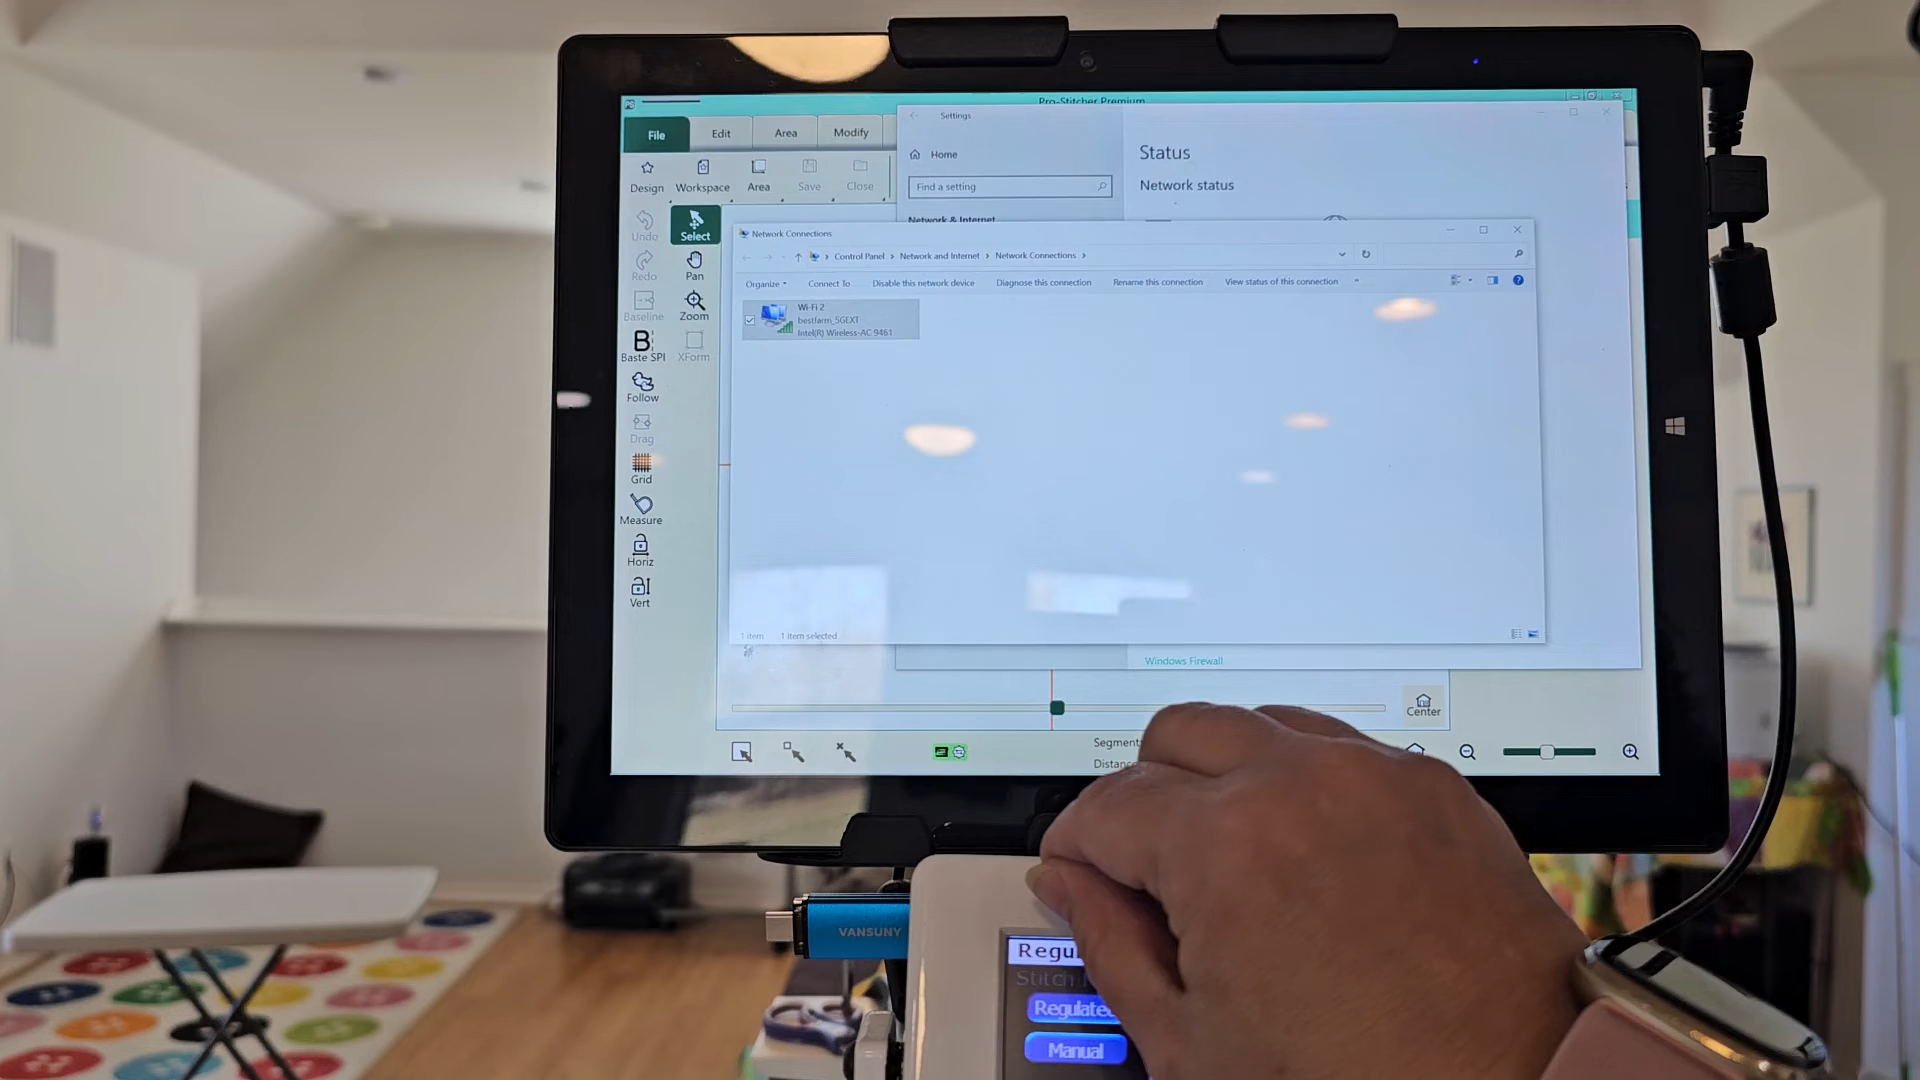 Pro-Stitcher Premium
File
Edit
Area
Modify
Design
Workspace
Area
Save
Close
Undo
Select
Redo
Pan
Baseline
Zoom
Baste SPI
XForm
Follow
Drag
Grid
Measure
Horiz
Vert
Settings
Home
Find a setting
Network & Internet
Status
Network status
Network Connections
Control Panel > Network and Internet > Network Connections >
Organize
Connect To
Disable this network device
Diagnose this connection
Rename this connection
View status of this connection
Wi-Fi 2
bestfarm_5GEXT
Intel(R) Wireless-AC 9461
1 item
1 item selected
Windows Firewall
Center
Segment
Distance
VANSUNY
Regu
Stitch
Regulated
Manual